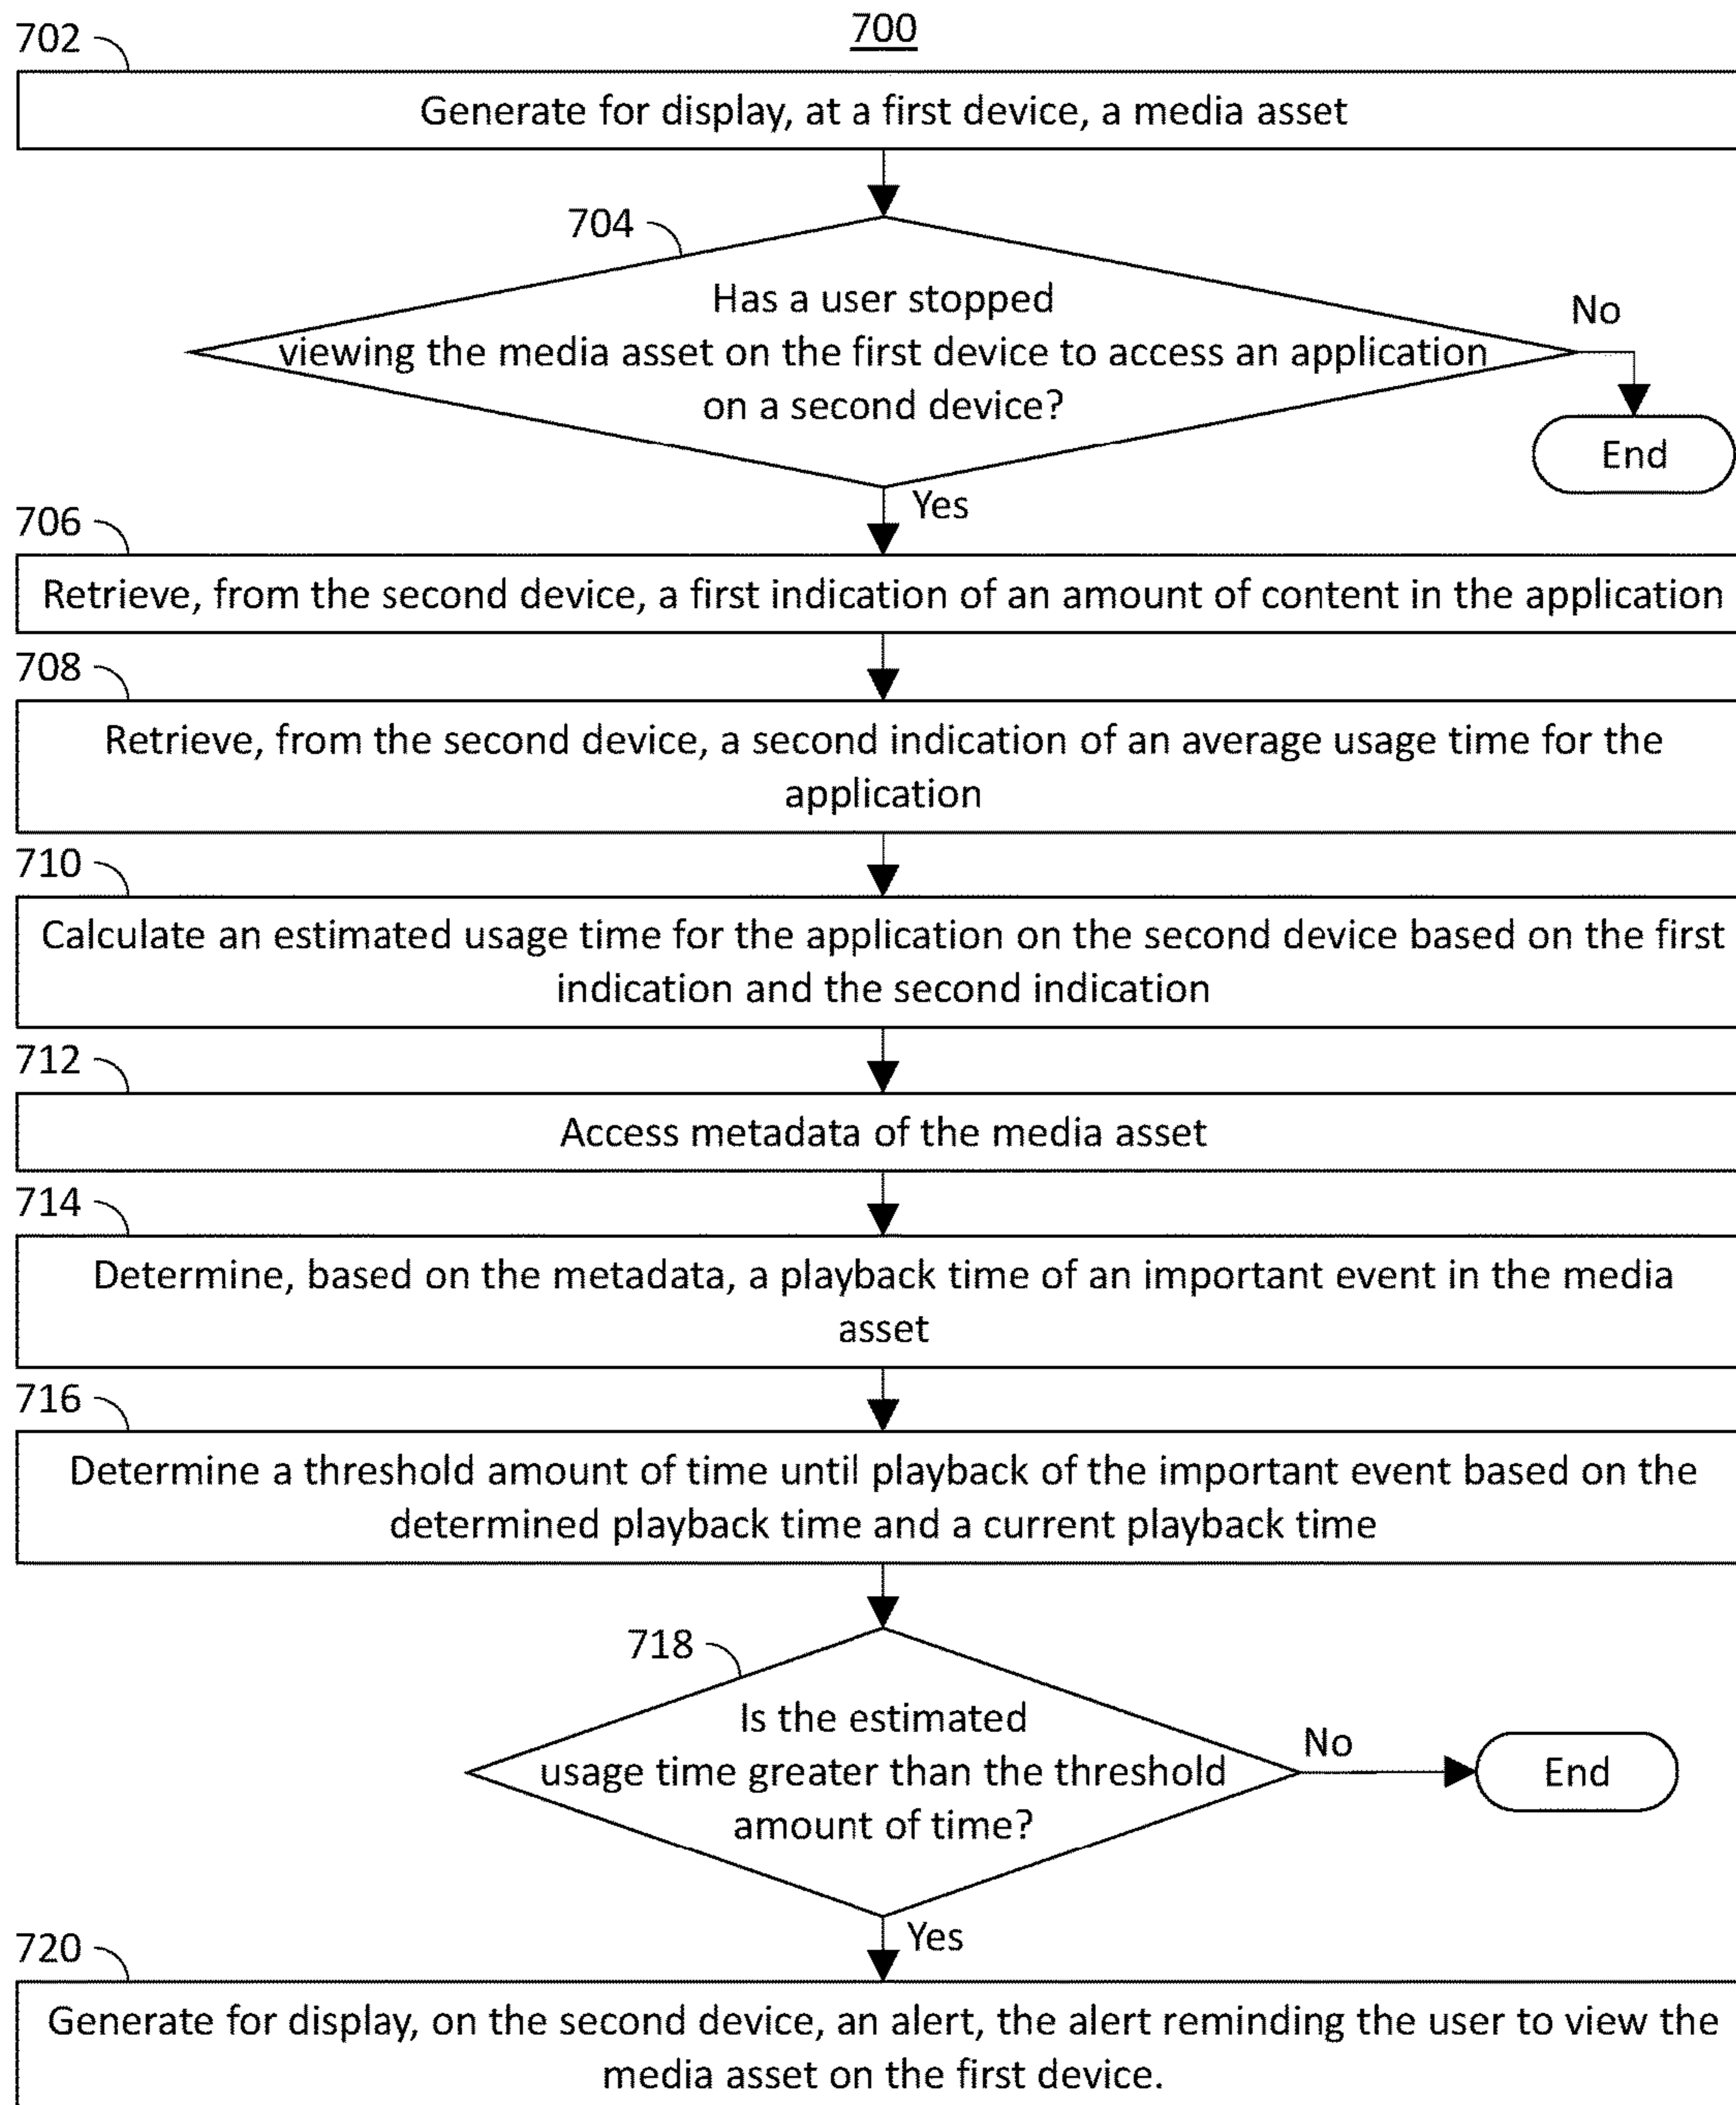 700
702
Generate for display, at a first device, a media asset
704
Has a user stopped
viewing the media asset on the first device to access an application
on a second device?
No
End
Yes
706
Retrieve, from the second device, a first indication of an amount of content in the application
708
Retrieve, from the second device, a second indication of an average usage time for the
application
710
Calculate an estimated usage time for the application on the second device based on the first
indication and the second indication
712
Access metadata of the media asset
714
Determine, based on the metadata, a playback time of an important event in the media
asset
716
Determine a threshold amount of time until playback of the important event based on the
determined playback time and a current playback time
718
Is the estimated
usage time greater than the threshold
amount of time?
No
End
Yes
720
Generate for display, on the second device, an alert, the alert reminding the user to view the
media asset on the first device.